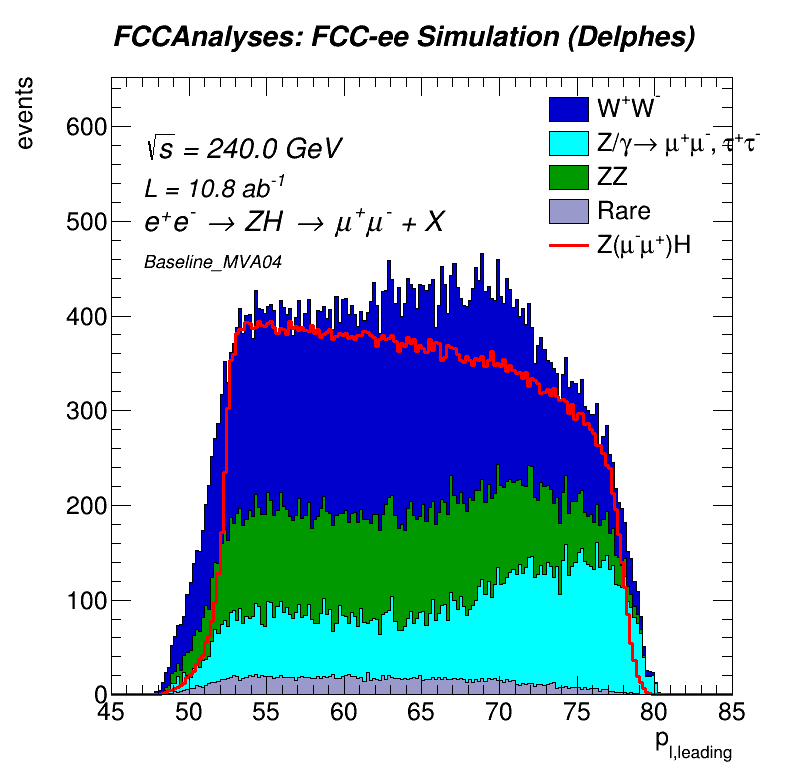 FCCAnalyses: FCC-ee Simulation (Delphes)
events
600
500
400
300
200
100
0
√s = 240.0 GeV
L = 10.8 ab⁻¹
e⁺e⁻ → ZH → μ⁺μ⁻ + X
Baseline_MVA04
W⁺W⁻
Z/γ→ μ⁺μ⁻, τ⁺τ⁻
ZZ
Rare
Z(μ⁻μ⁺)H
45 50 55 60 65 70 75 80 85
p_l,leading